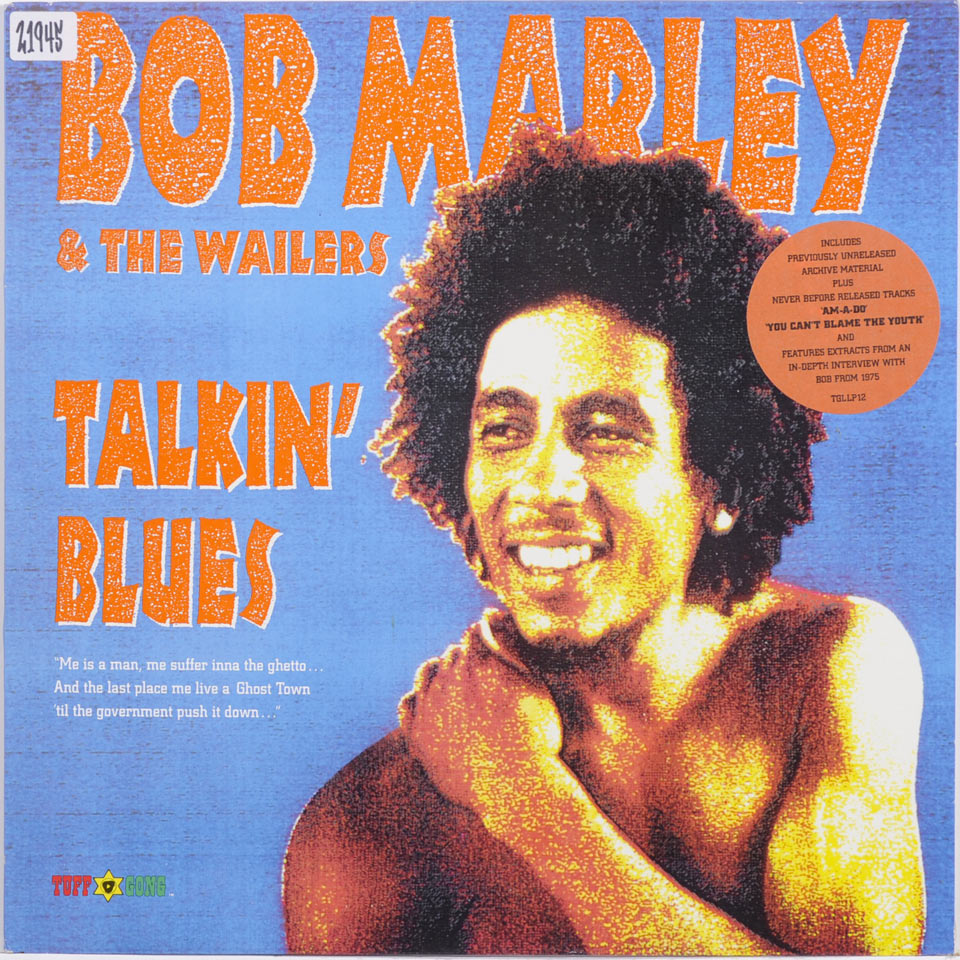 21945
BOB MARLEY
& THE WAILERS
INCLUDES
PREVIOUSLY UNRELEASED
ARCHIVE MATERIAL
PLUS
NEVER BEFORE RELEASED TRACKS
'AM-A-DO'
'YOU CAN'T BLAME THE YOUTH'
AND
FEATURES EXTRACTS FROM AN
IN-DEPTH INTERVIEW WITH
BOB FROM 1975
TGLLP12
TALKIN'
BLUES
"Me is a man, me suffer inna the ghetto...
And the last place me live a Ghost Town
'til the government push it down..."
TUFF GONG™